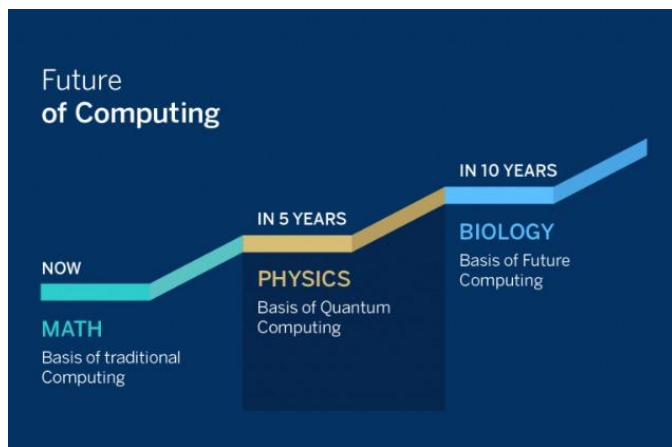 Future
of Computing
NOW
MATH
Basis of traditional
Computing
IN 5 YEARS
PHYSICS
Basis of Quantum
Computing
IN 10 YEARS
BIOLOGY
Basis of Future
Computing